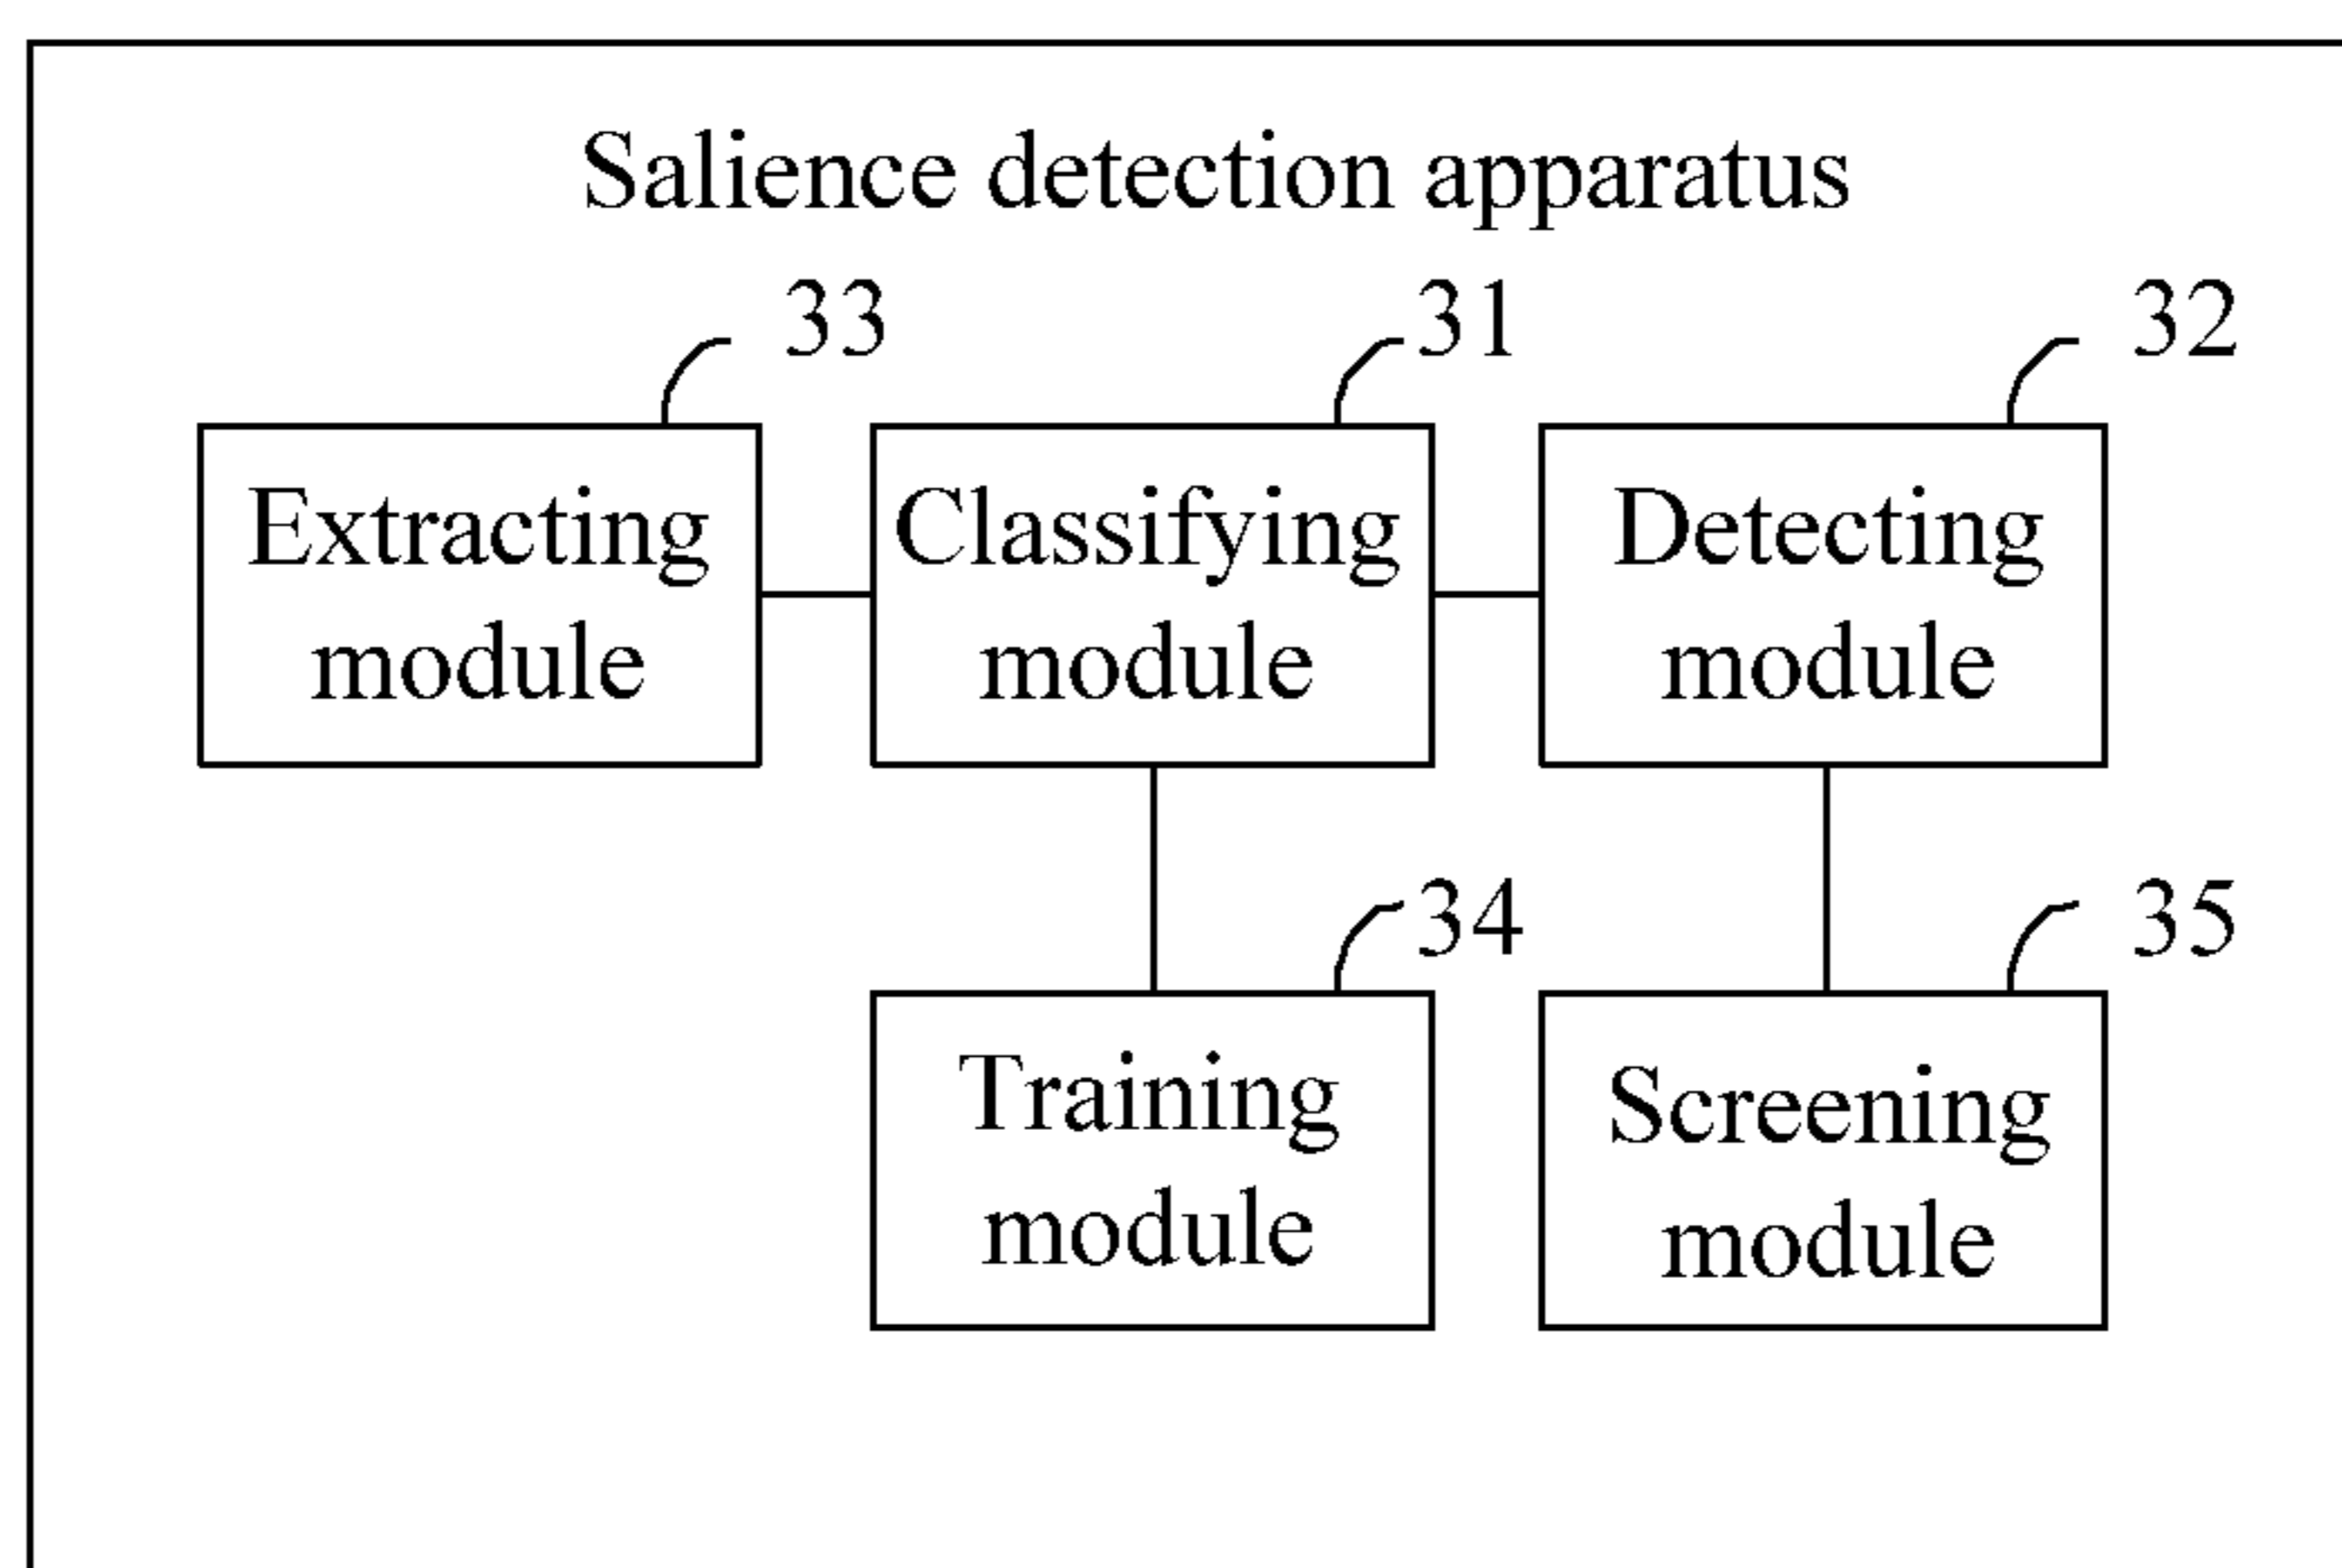 Salience detection apparatus
33
31
32
Extracting
module
Classifying
module
Detecting
module
34
35
Training
module
Screening
module